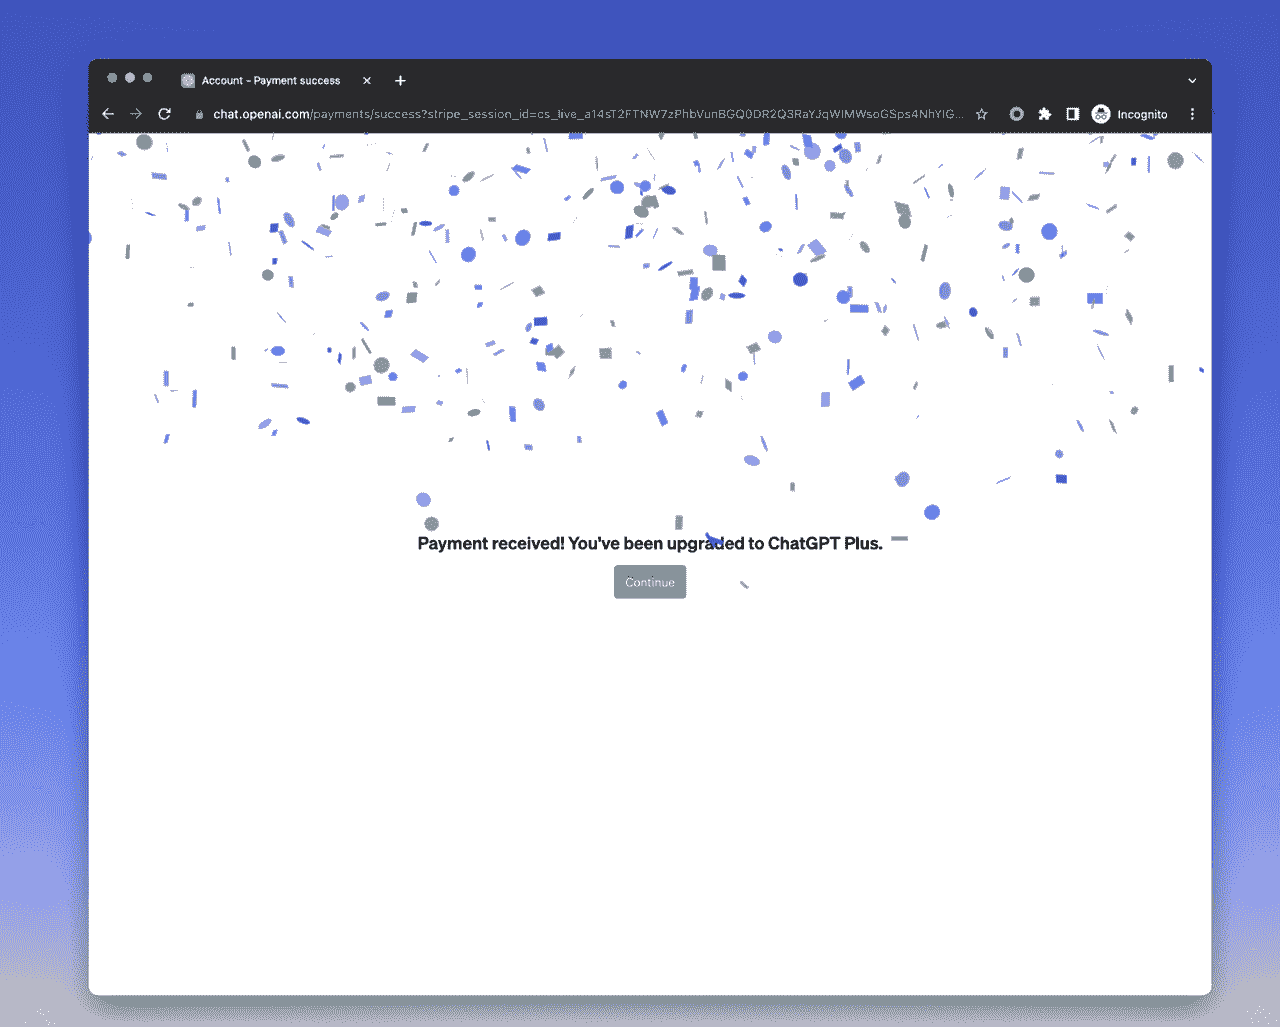 Account - Payment success
chat.openai.com/payments/success?stripe_session_id=cs_live_a14sT2FTNW7zPhbVunBGQ0DR2Q3RaYJqWIMWsoGSps4NhYIG...
Incognito
Payment received! You've been upgraded to ChatGPT Plus.
Continue